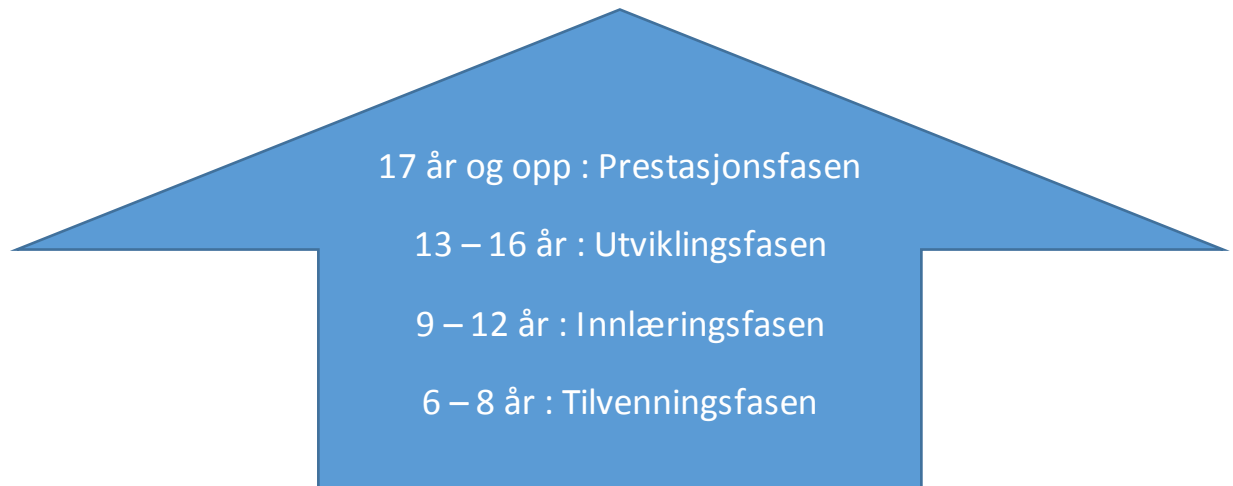 17 år og opp : Prestasjonsfasen
13 – 16 år : Utviklingsfasen
9 – 12 år : Innlæringsfasen
6 – 8 år : Tilvenningsfasen